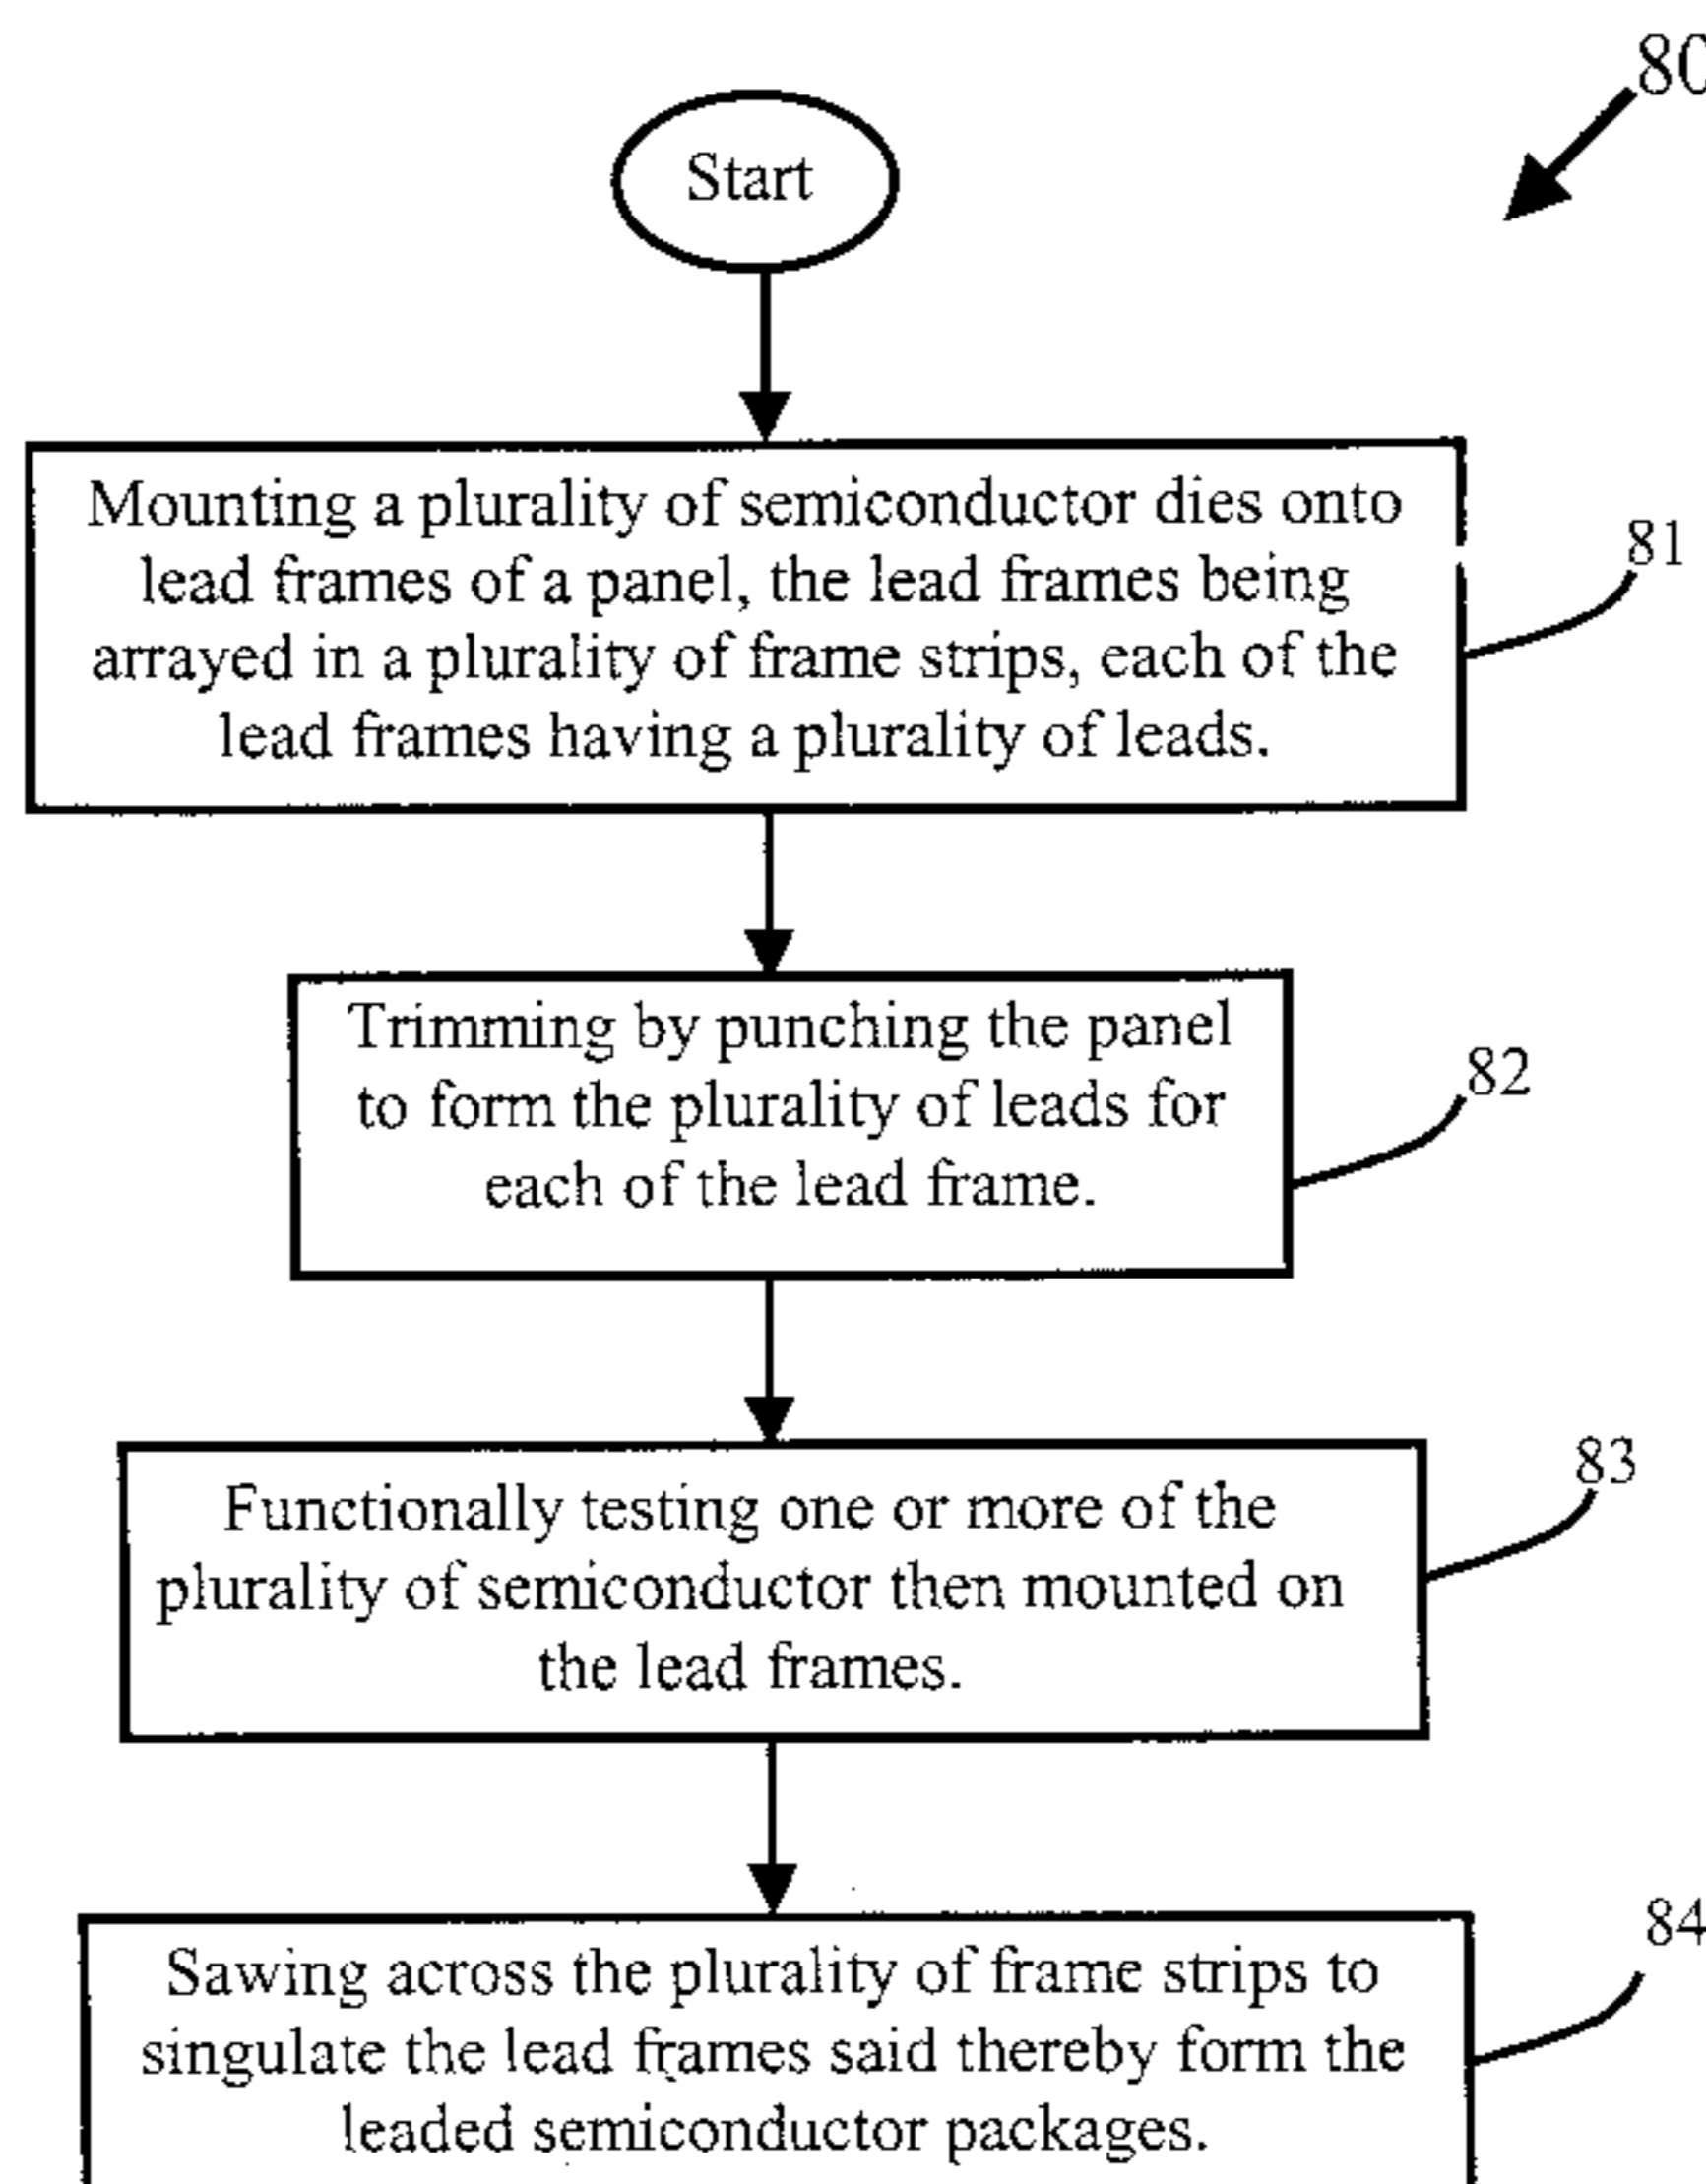 80
Start
Mounting a plurality of semiconductor dies onto
lead frames of a panel, the lead frames being
arrayed in a plurality of frame strips, each of the
lead frames having a plurality of leads.
81
Trimming by punching the panel
to form the plurality of leads for
each of the lead frame.
82
Functionally testing one or more of the
plurality of semiconductor then mounted on
the lead frames.
83
Sawing across the plurality of frame strips to
singulate the lead frames said thereby form the
leaded semiconductor packages.
84